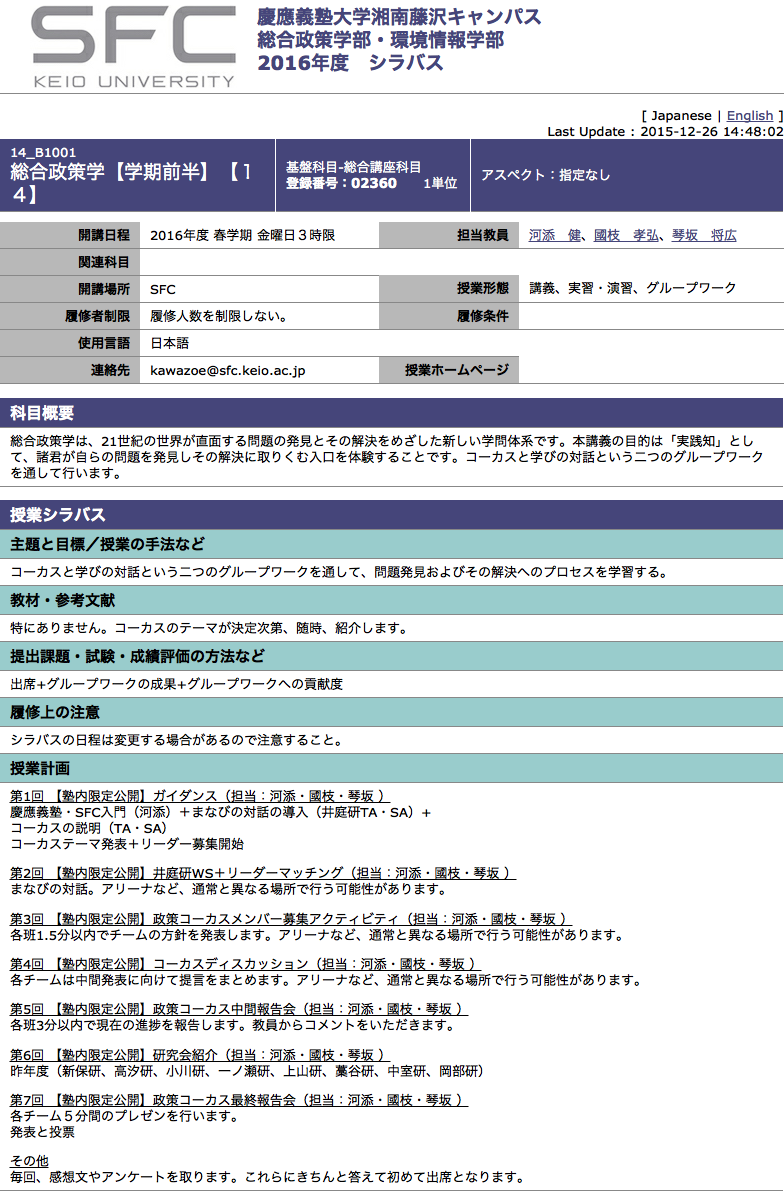 SFC
KEIO UNIVERSITY
慶應義塾大学湘南藤沢キャンパス
総合政策学部・環境情報学部
2016年度　シラバス
[ Japanese | English ]
Last Update : 2015-12-26 14:48:02
14_B1001
総合政策学【学期前半】【１
４】
基盤科目-総合講座科目
登録番号：02360　1単位
アスペクト：指定なし
開講日程 2016年度 春学期 金曜日３時限 担当教員 河添　健、國枝　孝弘、琴坂　将広
関連科目
開講場所 SFC 授業形態 講義、実習・演習、グループワーク
履修者制限 履修人数を制限しない。 履修条件
使用言語 日本語
連絡先 kawazoe@sfc.keio.ac.jp 授業ホームページ
科目概要
総合政策学は、21世紀の世界が直面する問題の発見とその解決をめざした新しい学問体系です。本講義の目的は「実践知」とし
て、諸君が自らの問題を発見しその解決に取りくむ入口を体験することです。コーカスと学びの対話という二つのグループワーク
を通して行います。
授業シラバス
主題と目標／授業の手法など
コーカスと学びの対話という二つのグループワークを通して、問題発見およびその解決へのプロセスを学習する。
教材・参考文献
特にありません。コーカスのテーマが決定次第、随時、紹介します。
提出課題・試験・成績評価の方法など
出席+グループワークの成果+グループワークへの貢献度
履修上の注意
シラバスの日程は変更する場合があるので注意すること。
授業計画
第1回 【塾内限定公開】ガイダンス（担当：河添・國枝・琴坂 ）
慶應義塾・SFC入門（河添）＋まなびの対話の導入（井庭研TA・SA）+
コーカスの説明（TA・SA）
コーカステーマ発表＋リーダー募集開始
第2回 【塾内限定公開】井庭研WS＋リーダーマッチング（担当：河添・國枝・琴坂 ）
まなびの対話。アリーナなど、通常と異なる場所で行う可能性があります。
第3回 【塾内限定公開】政策コーカスメンバー募集アクティビティ（担当：河添・國枝・琴坂 ）
各班1.5分以内でチームの方針を発表します。アリーナなど、通常と異なる場所で行う可能性があります。
第4回 【塾内限定公開】コーカスディスカッション（担当：河添・國枝・琴坂 ）
各チームは中間発表に向けて提言をまとめます。アリーナなど、通常と異なる場所で行う可能性があります。
第5回 【塾内限定公開】政策コーカス中間報告会（担当：河添・國枝・琴坂 ）
各班3分以内で現在の進捗を報告します。教員からコメントをいただきます。
第6回 【塾内限定公開】研究会紹介（担当：河添・國枝・琴坂 ）
昨年度（新保研、高汐研、小川研、一ノ瀬研、上山研、藁谷研、中室研、岡部研）
第7回 【塾内限定公開】政策コーカス最終報告会（担当：河添・國枝・琴坂 ）
各チーム５分間のプレゼンを行います。
発表と投票
その他
毎回、感想文やアンケートを取ります。これらにきちんと答えて初めて出席となります。